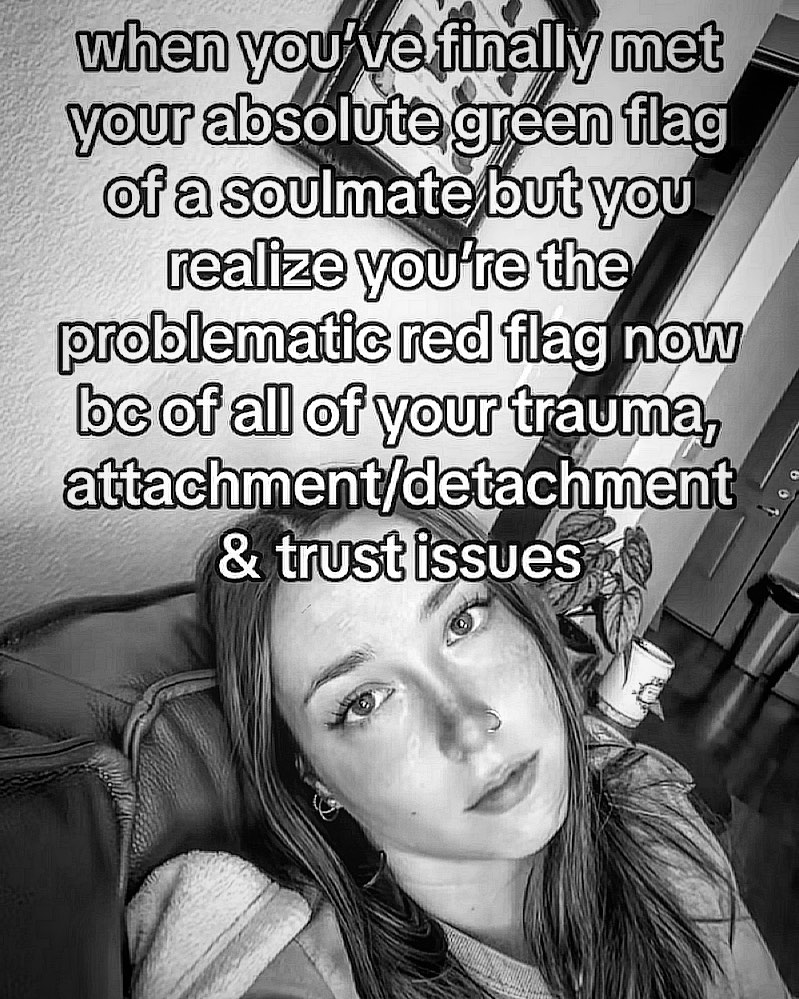 when you've finally met
your absolute green flag
of a soulmate but you
realize you're the
problematic red flag now
bc of all of your trauma,
attachment/detachment
& trust issues